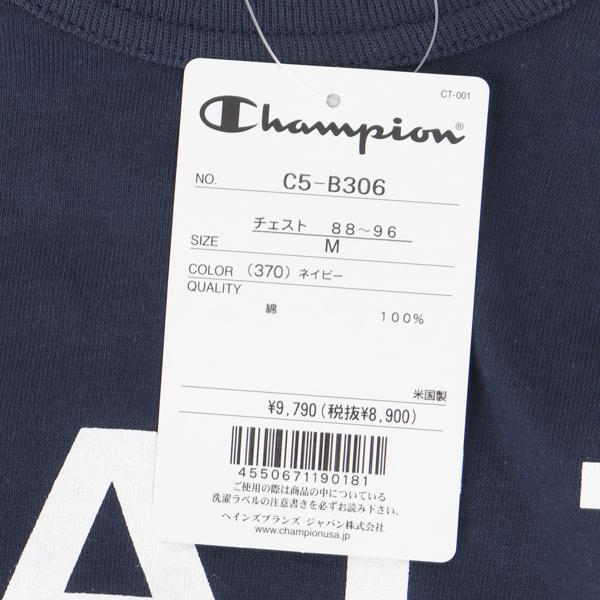 CT-001
Champion®
NO. C5-B306
チェスト 88～96
SIZE M
COLOR (370) ネイビー
QUALITY
綿 100%
米国製
¥9,790(税抜¥8,900)
4550671190181
ご使用の際は商品の中についている
洗濯ラベルの注意書きを必ずお読み下さい。
ヘインズブランズ ジャパン株式会社
www.championusa.jp